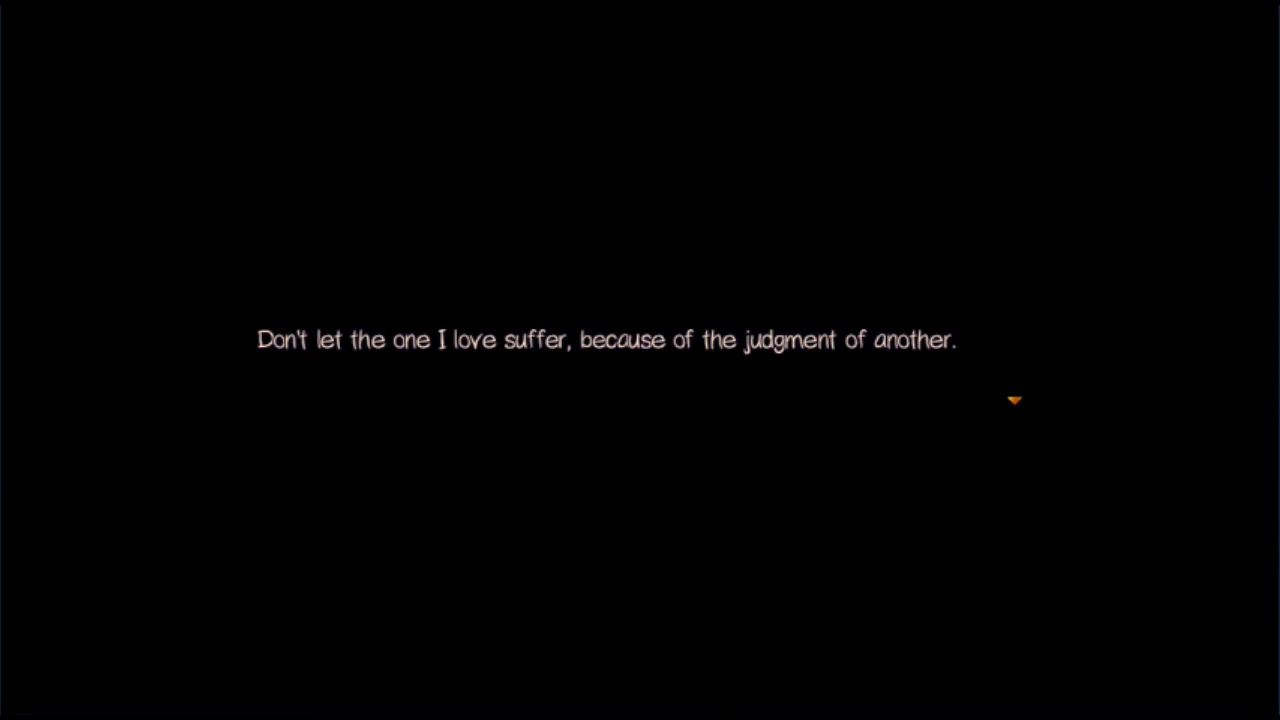 Don't let the one I love suffer, because of the judgment of another.